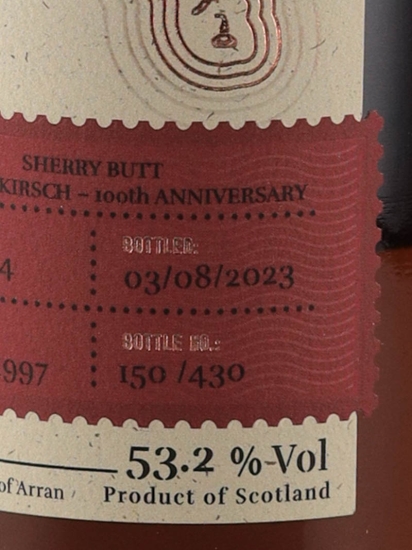 SHERRY BUTT
KIRSCH – 100th ANNIVERSARY
BOTTLED:
4
03/08/2023
BOTTLE NO.:
997
150 /430
53.2 %-Vol
of Arran
Product of Scotland